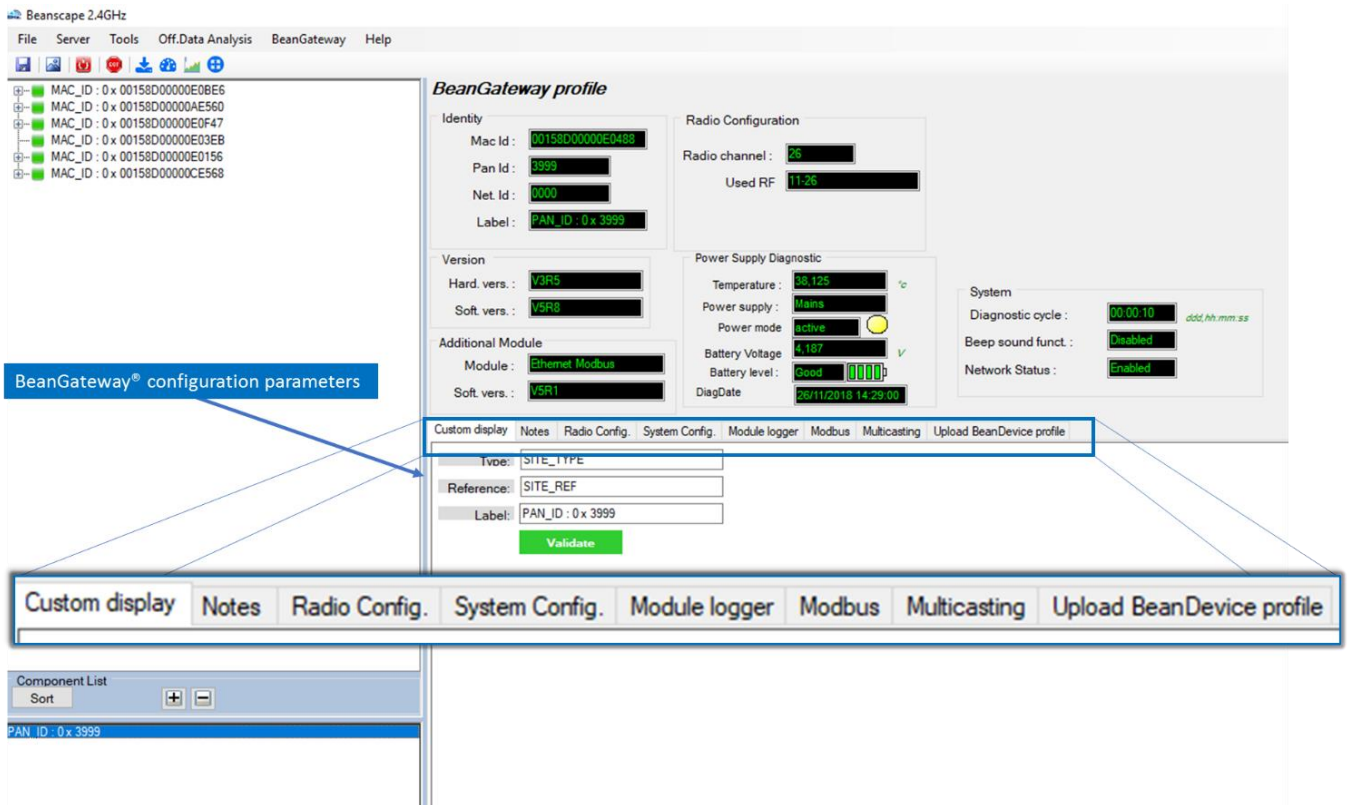 Beanscape 2.4GHz
File Server Tools Off.Data Analysis BeanGateway Help
MAC_ID : 0 x 00158D00000E0BE6
MAC_ID : 0 x 00158D00000AE560
MAC_ID : 0 x 00158D00000E0F47
MAC_ID : 0 x 00158D00000E03EB
MAC_ID : 0 x 00158D00000E0156
MAC_ID : 0 x 00158D00000CE568
BeanGateway profile
Identity
Mac Id : 00158D00000E0488
Pan Id : 3999
Net. Id : 0000
Label : PAN_ID : 0 x 3999
Radio Configuration
Radio channel : 26
Used RF 11-26
Version
Hard. vers. : V3R5
Soft. vers. : V5R8
Additional Module
Module : Ethernet Modbus
Soft. vers. : V5R1
Power Supply Diagnostic
Temperature : 38,125 °c
Power supply : Mains
Power mode active
Battery Voltage 4,187 V
Battery level : Good
DiagDate 26/11/2018 14:29:00
System
Diagnostic cycle : 00:00:10 ddd,hh:mm:ss
Beep sound funct. : Disabled
Network Status : Enabled
BeanGateway® configuration parameters
Custom display Notes Radio Config. System Config. Module logger Modbus Multicasting Upload BeanDevice profile
Type: SITE_TYPE
Reference: SITE_REF
Label: PAN_ID : 0 x 3999
Validate
Custom display Notes Radio Config. System Config. Module logger Modbus Multicasting Upload BeanDevice profile
Component List
Sort
PAN_ID : 0 x 3999